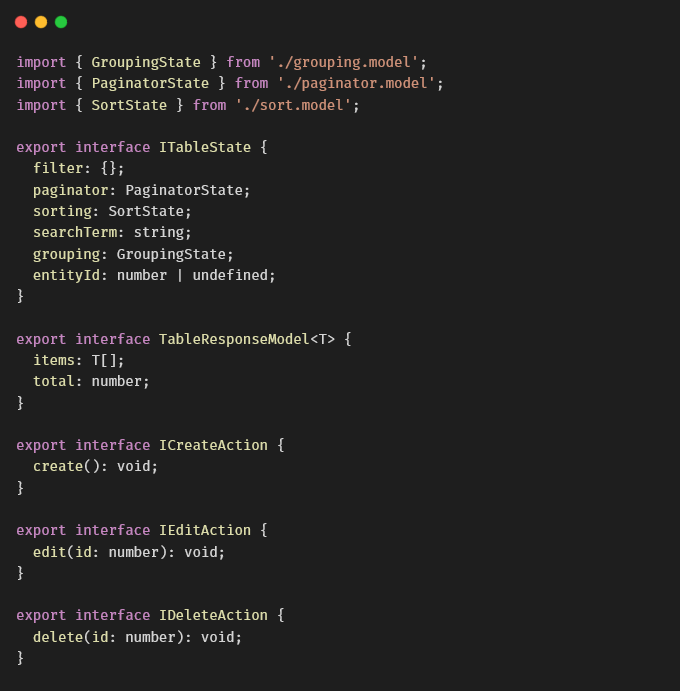 import { GroupingState } from './grouping.model';
import { PaginatorState } from './paginator.model';
import { SortState } from './sort.model';

export interface ITableState {
  filter: {};
  paginator: PaginatorState;
  sorting: SortState;
  searchTerm: string;
  grouping: GroupingState;
  entityId: number | undefined;
}

export interface TableResponseModel<T> {
  items: T[];
  total: number;
}

export interface ICreateAction {
  create(): void;
}

export interface IEditAction {
  edit(id: number): void;
}

export interface IDeleteAction {
  delete(id: number): void;
}